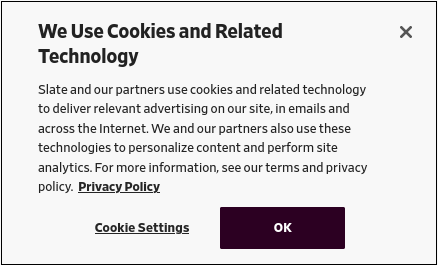 We Use Cookies and Related
Technology
Slate and our partners use cookies and related technology
to deliver relevant advertising on our site, in emails and
across the Internet. We and our partners also use these
technologies to personalize content and perform site
analytics. For more information, see our terms and privacy
policy. Privacy Policy
Cookie Settings
OK